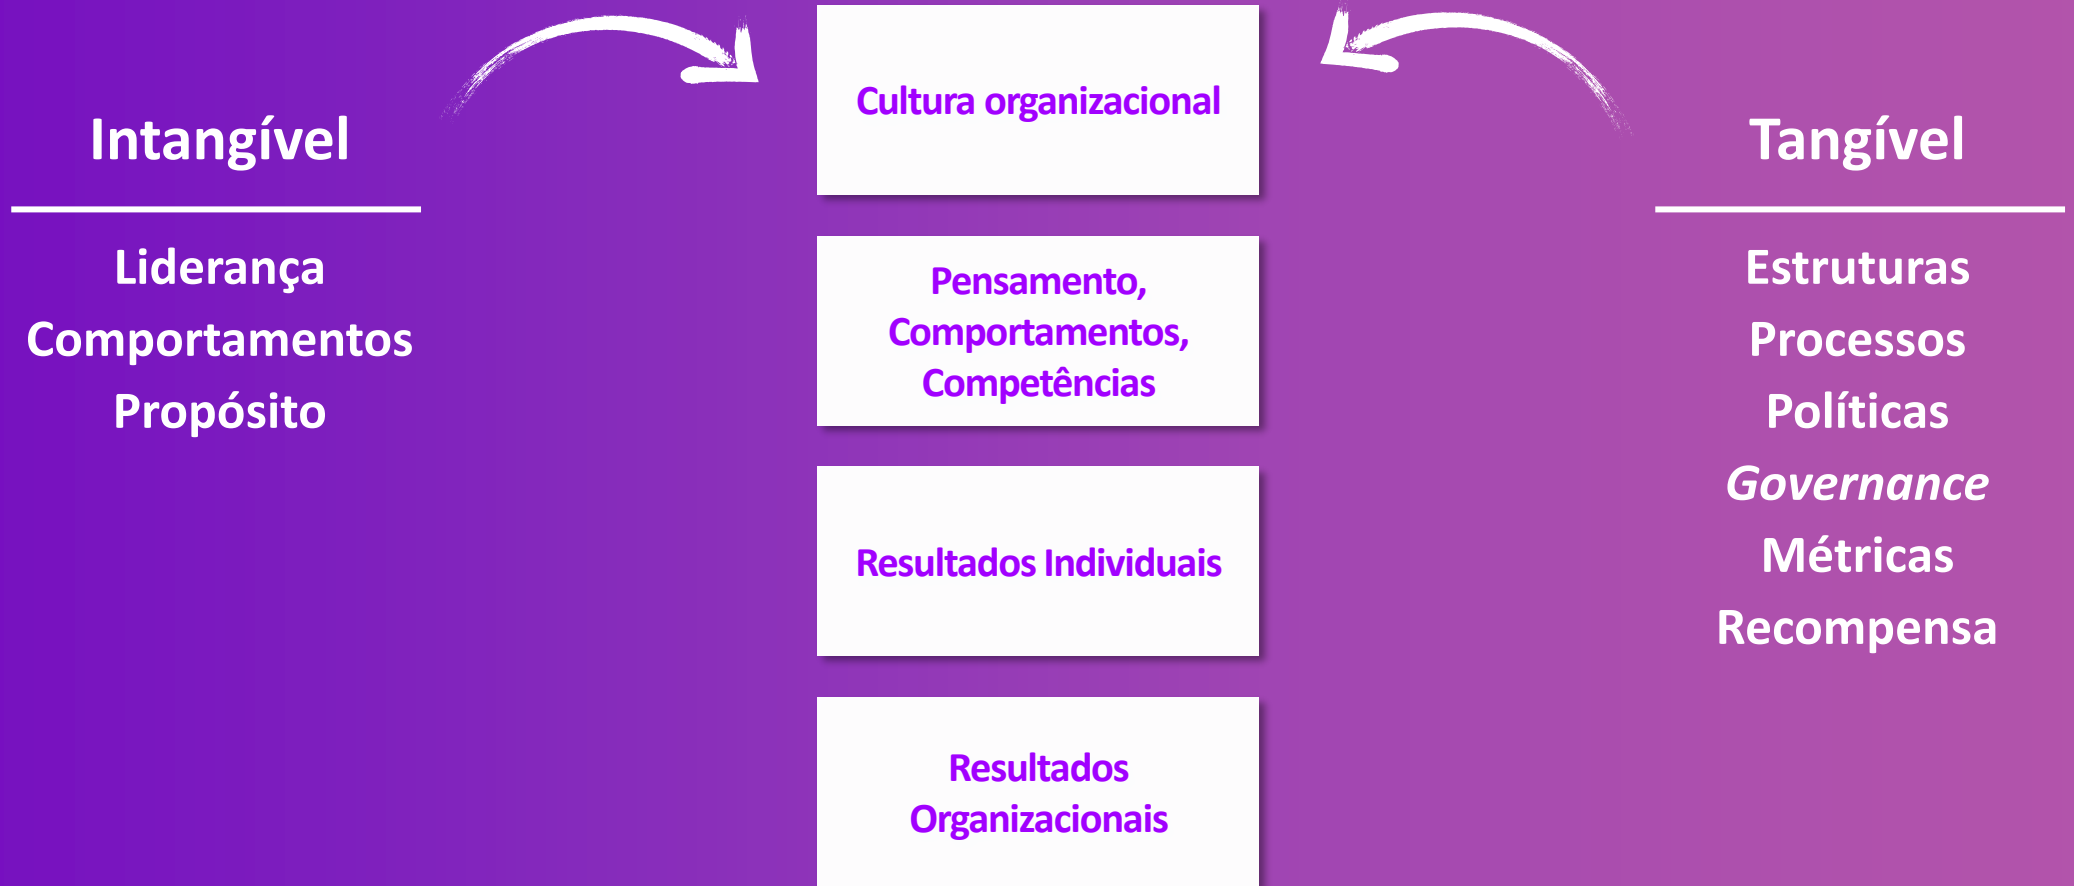 Intangível
Liderança
Comportamentos
Propósito
Cultura organizacional
Pensamento,
Comportamentos,
Competências
Resultados Individuais
Resultados
Organizacionais
Tangível
Estruturas
Processos
Políticas
Governance
Métricas
Recompensa